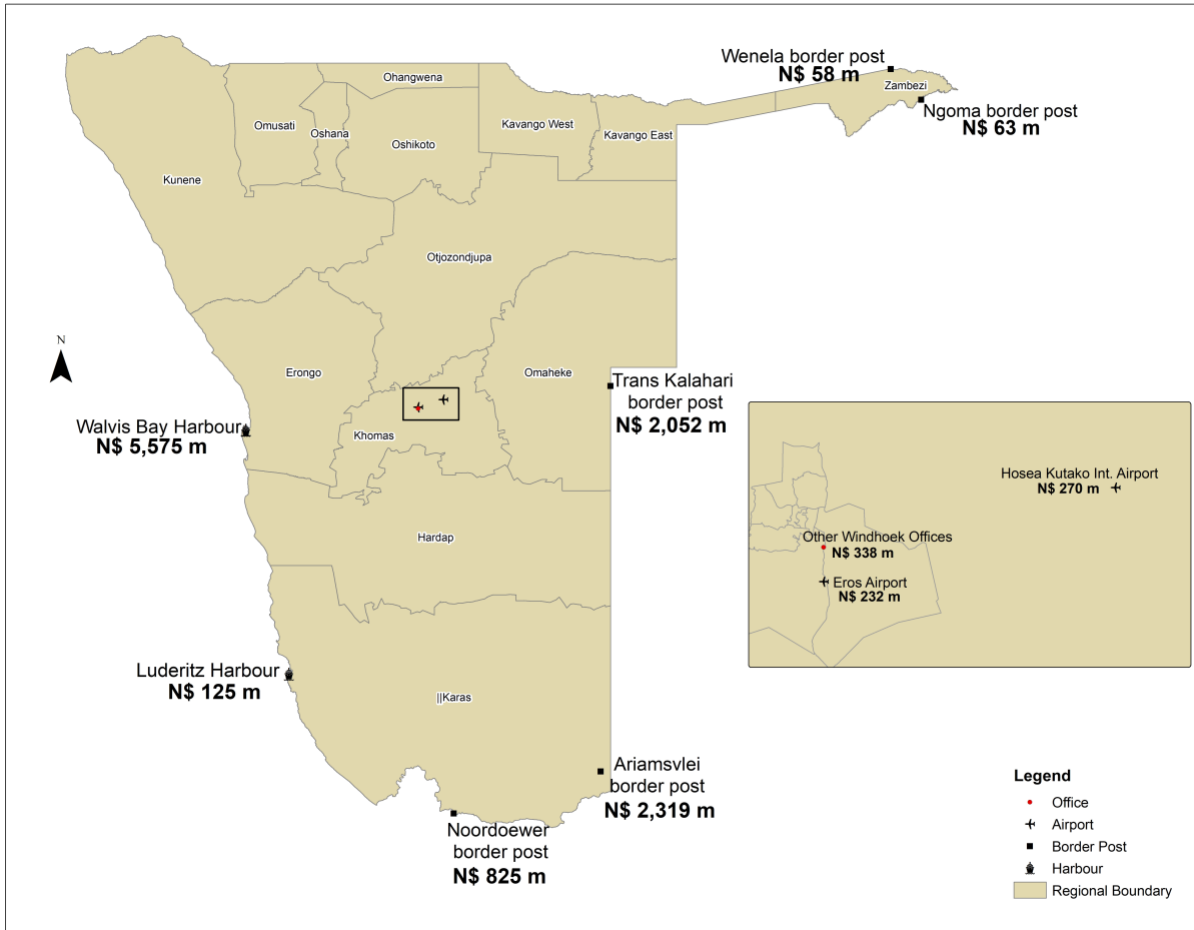 Wenela border post
N$ 58 m
Zambezi
Ngoma border post
N$ 63 m
Ohangwena
Omusati
Oshana
Oshikoto
Kavango West
Kavango East
Kunene
Otjozondjupa
N
Erongo
Omaheke
Trans Kalahari
border post
N$ 2,052 m
Walvis Bay Harbour
N$ 5,575 m
Khomas
Hosea Kutako Int. Airport
N$ 270 m
Other Windhoek Offices
N$ 338 m
Eros Airport
N$ 232 m
Hardap
Luderitz Harbour
N$ 125 m
||Karas
Ariamsvlei
border post
N$ 2,319 m
Noordoewer
border post
N$ 825 m
Legend
Office
Airport
Border Post
Harbour
Regional Boundary